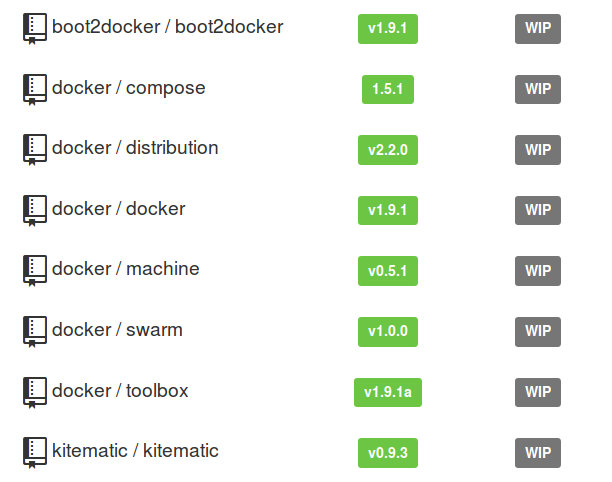 boot2docker / boot2docker v1.9.1 WIP
docker / compose 1.5.1 WIP
docker / distribution v2.2.0 WIP
docker / docker v1.9.1 WIP
docker / machine v0.5.1 WIP
docker / swarm v1.0.0 WIP
docker / toolbox v1.9.1a WIP
kitematic / kitematic v0.9.3 WIP